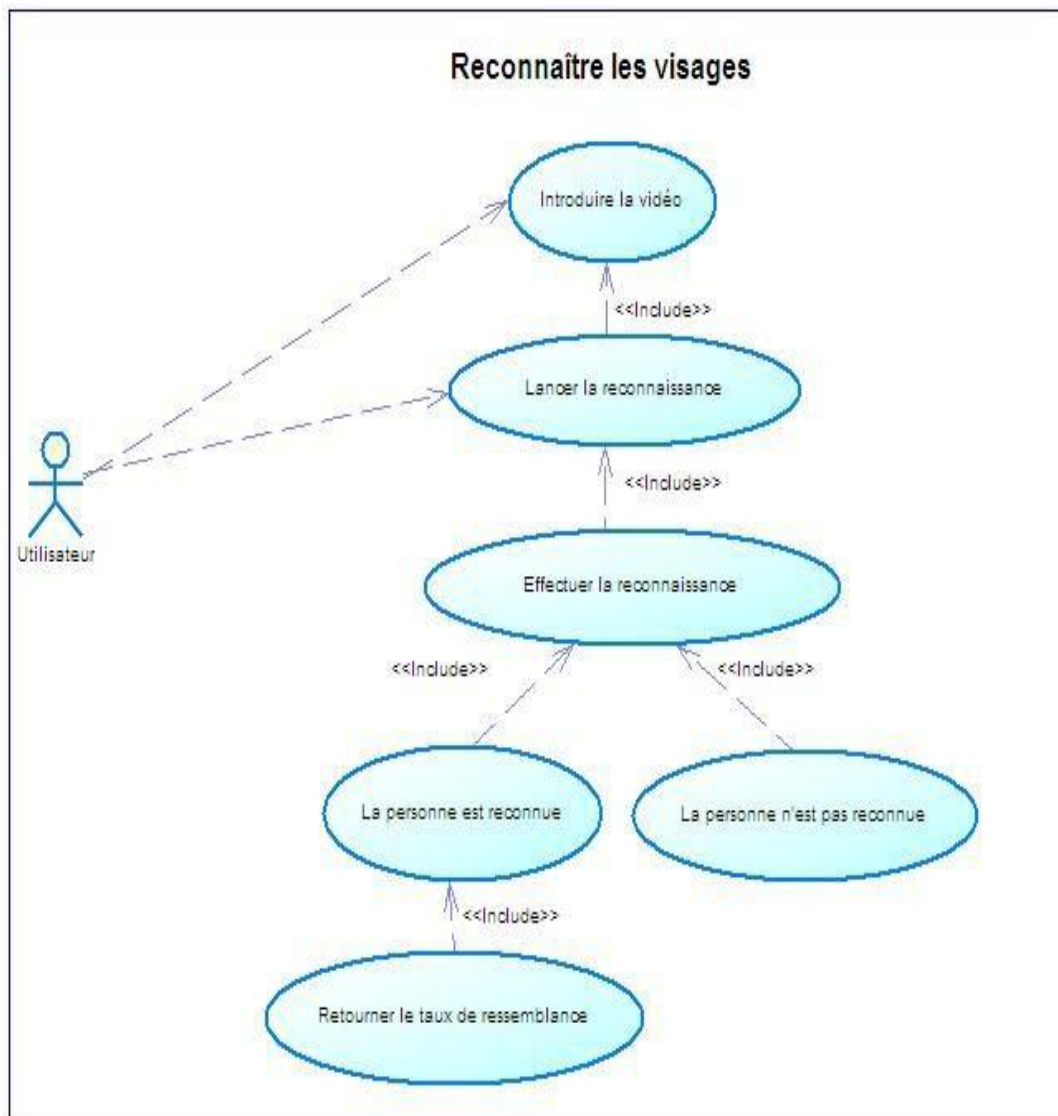 Reconnaître les visages
Introduire la vidéo
<<Include>>
Lancer la reconnaissance
<<Include>>
Utilisateur
Effectuer la reconnaissance
<<Include>>
<<Include>>
La personne est reconnue
La personne n'est pas reconnue
<<Include>>
Retourner le taux de ressemblance